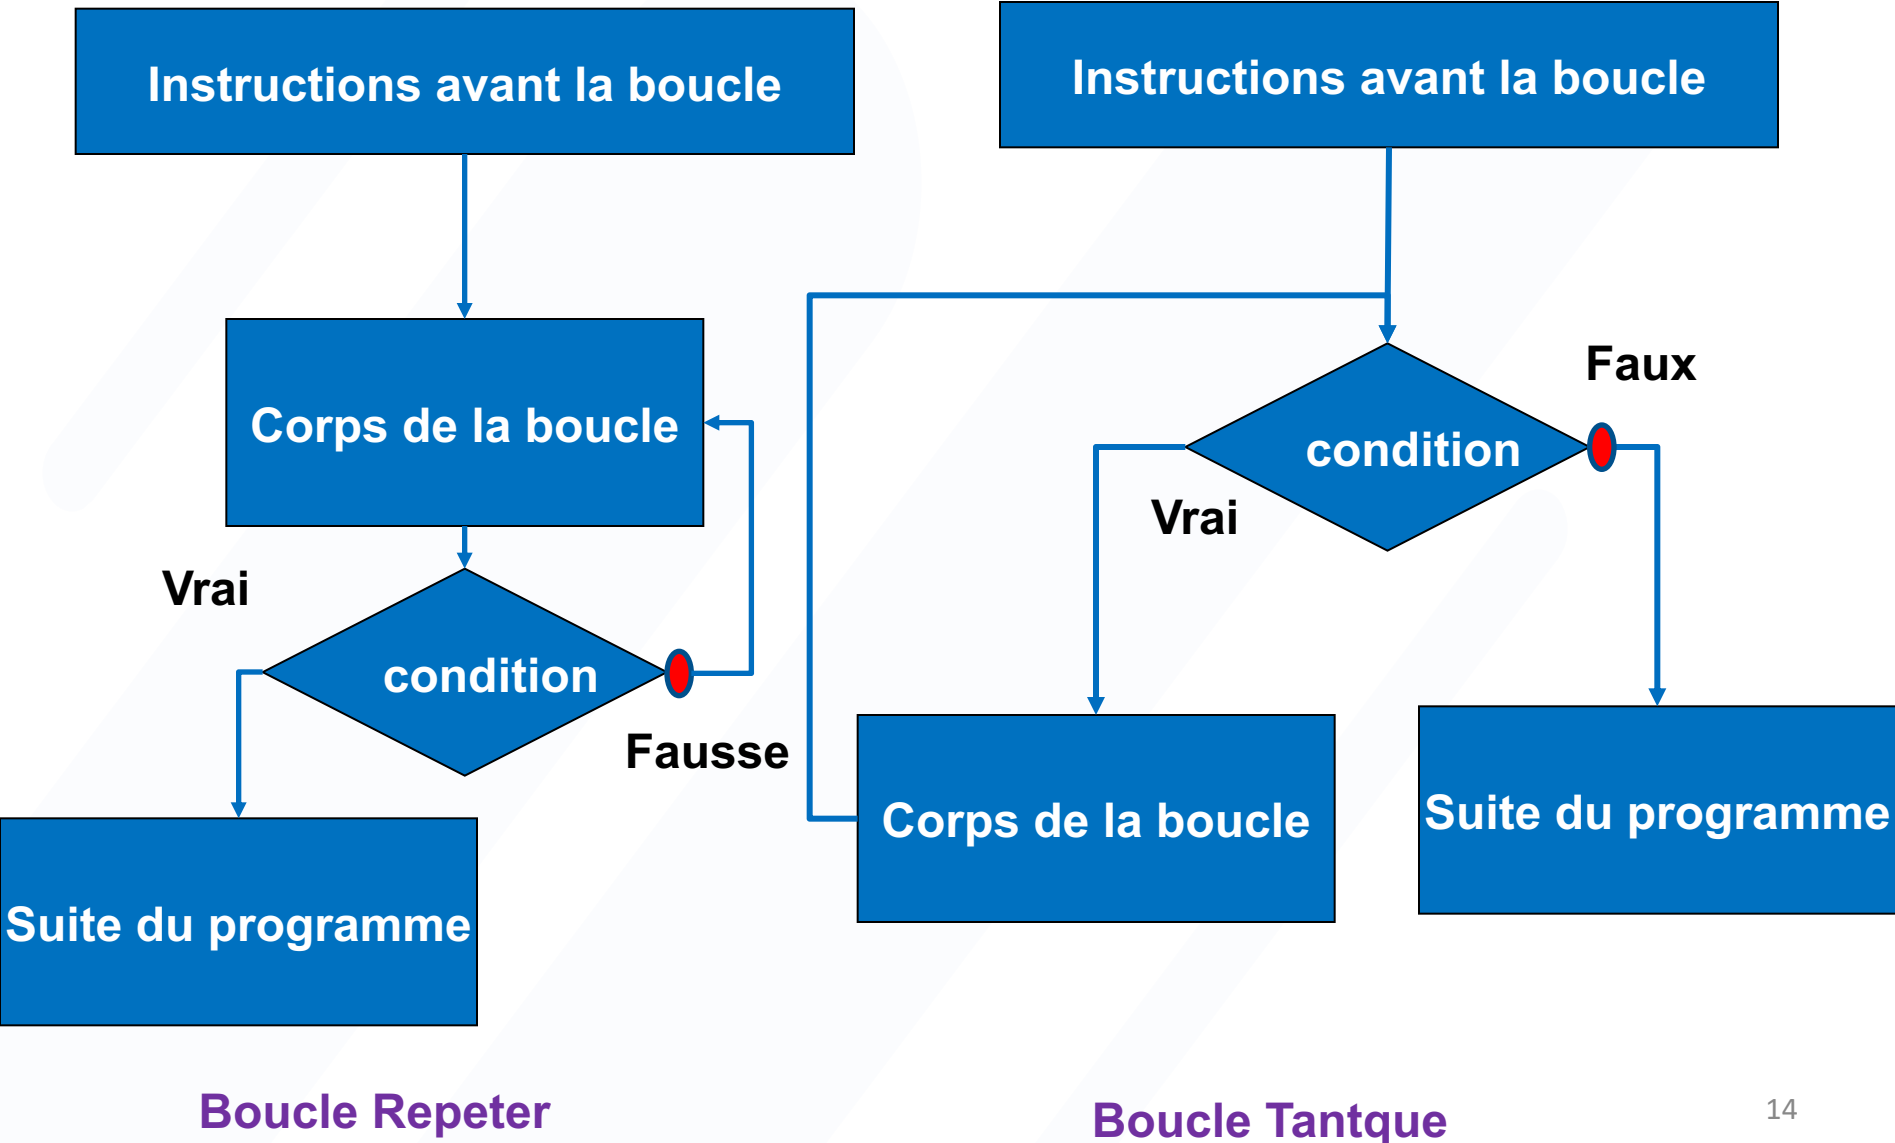 Instructions avant la boucle
Corps de la boucle
Vrai
condition
Fausse
Suite du programme
Boucle Repeter
Instructions avant la boucle
Faux
condition
Vrai
Corps de la boucle
Suite du programme
Boucle Tantque
14